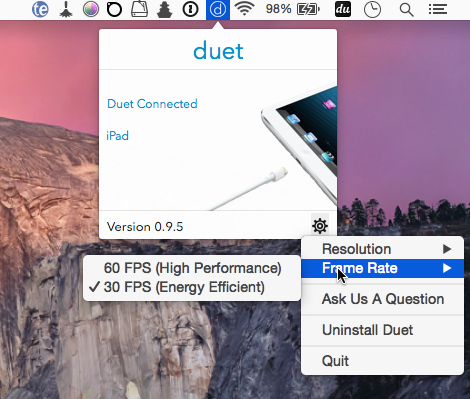 te
98%
du
duet
Duet Connected
iPad
Version 0.9.5
Resolution
Frame Rate
60 FPS (High Performance)
30 FPS (Energy Efficient)
Ask Us A Question
Uninstall Duet
Quit